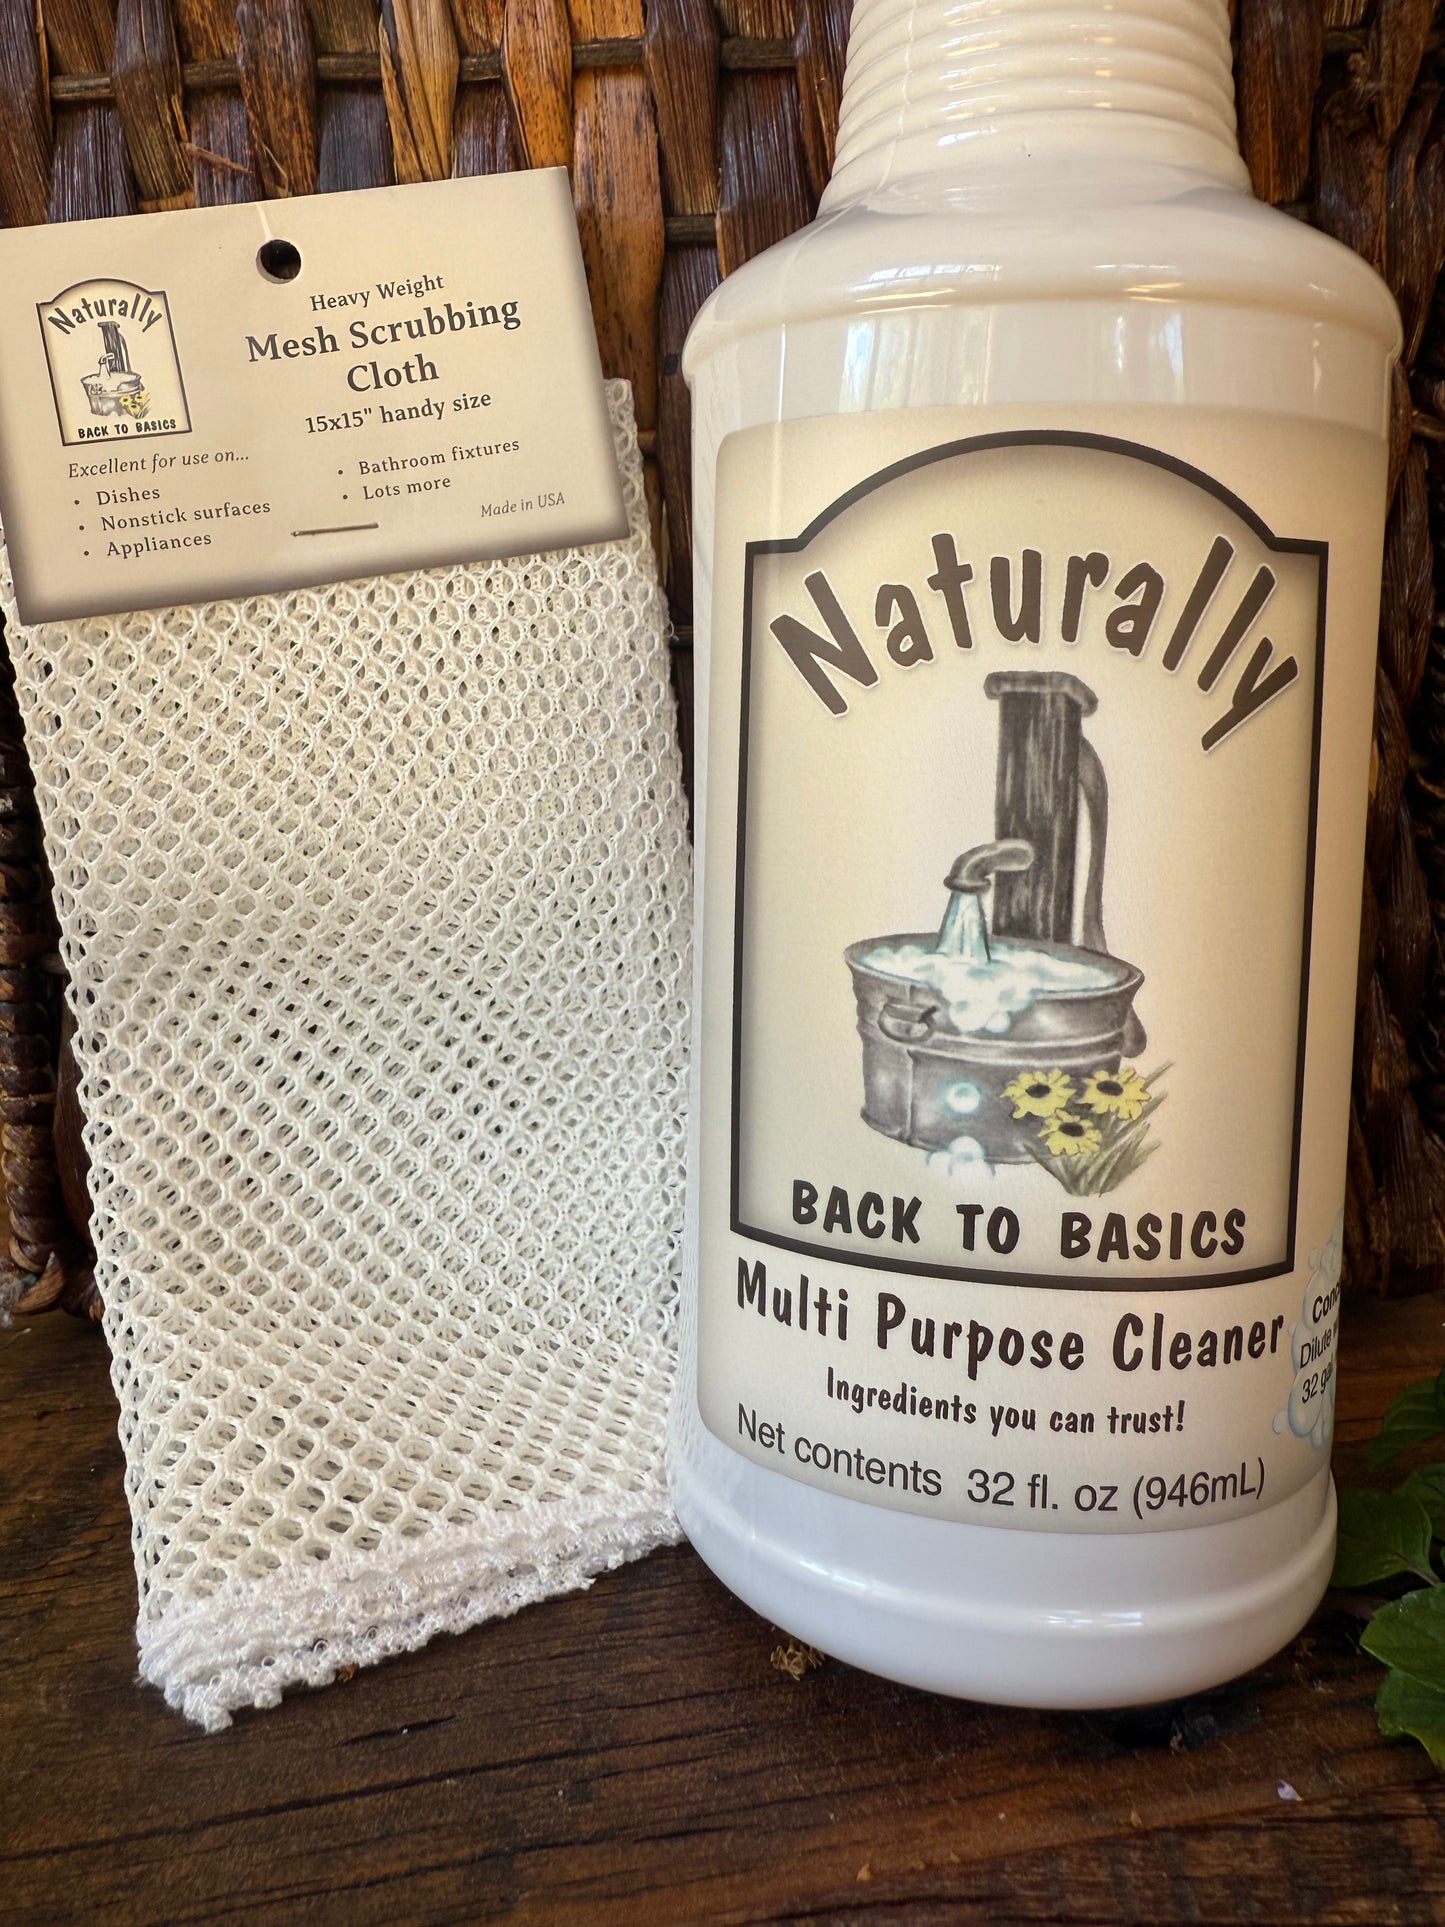 Naturally
BACK TO BASICS
Heavy Weight
Mesh Scrubbing
Cloth
15x15" handy size
Excellent for use on...
• Dishes
• Nonstick surfaces
• Appliances
• Bathroom fixtures
• Lots more
Made in USA
Naturally
BACK TO BASICS
Multi Purpose Cleaner
Ingredients you can trust!
Net contents 32 fl. oz (946mL)
Dilute
32